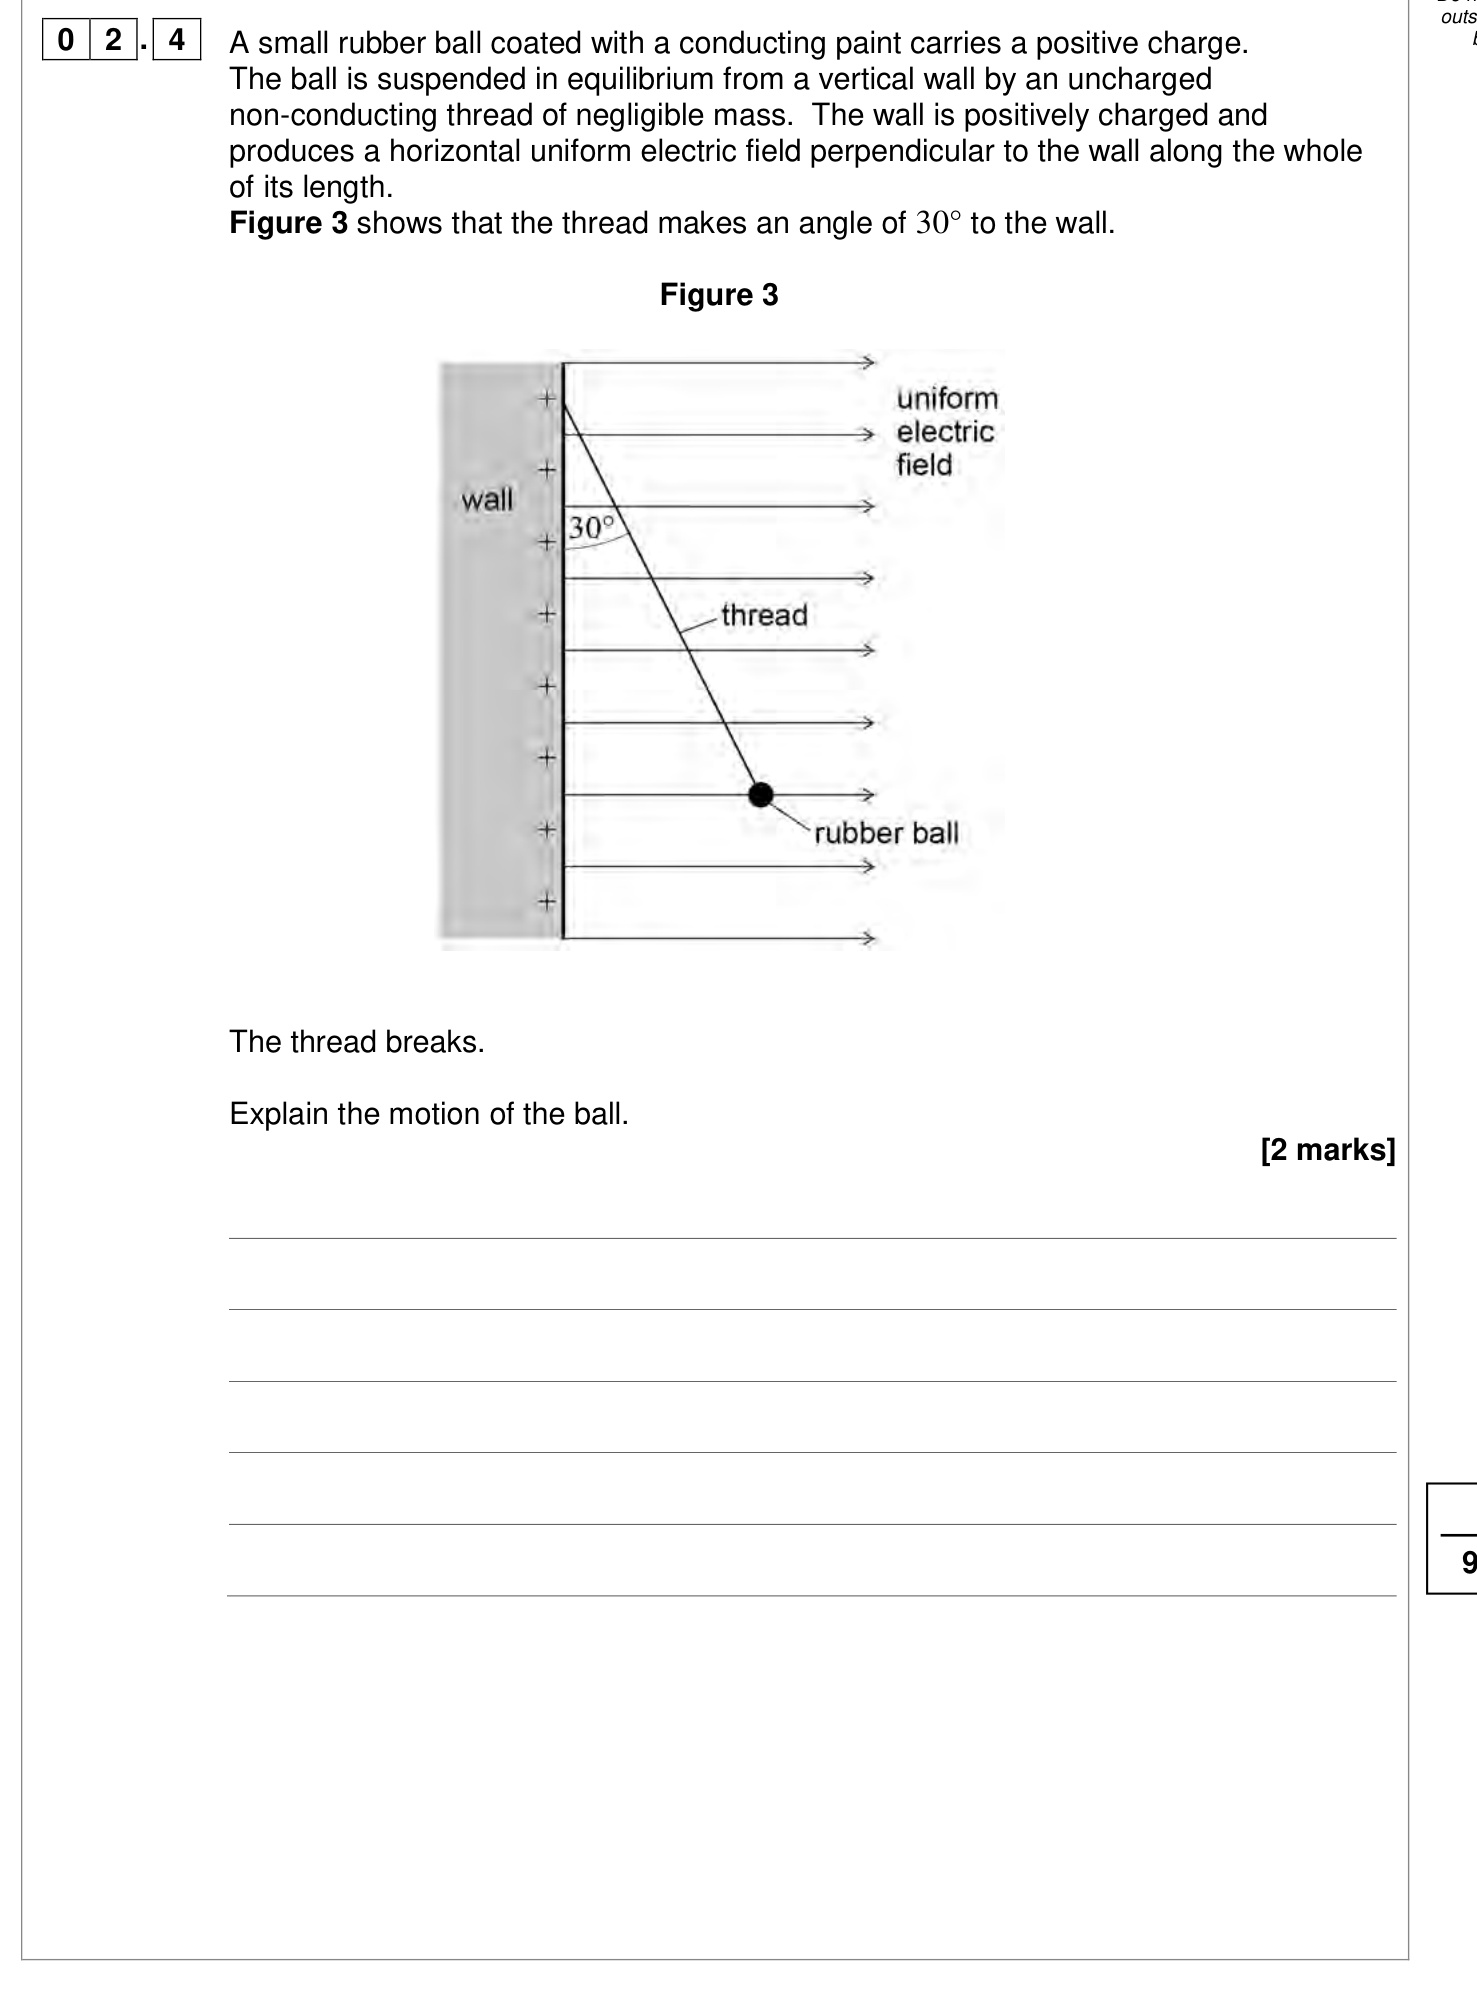 outs
0 2 . 4 A small rubber ball coated with a conducting paint carries a positive charge.
The ball is suspended in equilibrium from a vertical wall by an uncharged
non-conducting thread of negligible mass. The wall is positively charged and
produces a horizontal uniform electric field perpendicular to the wall along the whole
of its length.
Figure 3 shows that the thread makes an angle of 30° to the wall.
Figure 3
uniform
electric
field
wall
30°
thread
rubber ball
+
+
+
+
+
+
+
+
The thread breaks.
Explain the motion of the ball.
[2 marks]
9